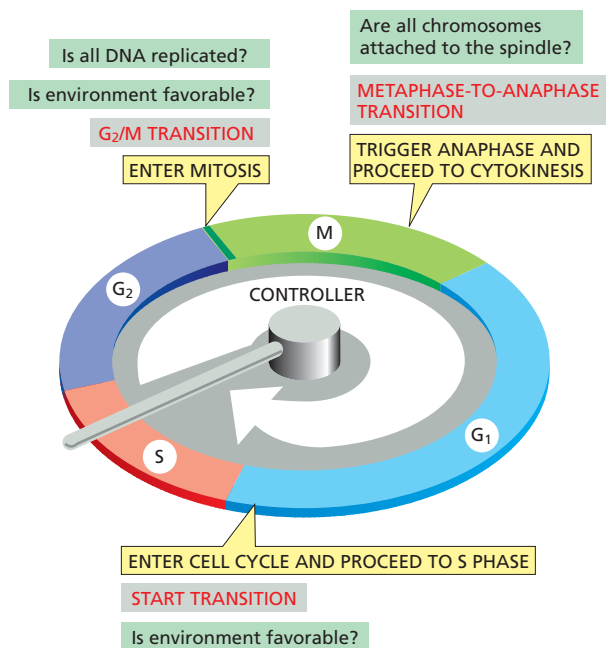 Is all DNA replicated?
Is environment favorable?
G₂/M TRANSITION
ENTER MITOSIS
Are all chromosomes
attached to the spindle?
METAPHASE-TO-ANAPHASE
TRANSITION
TRIGGER ANAPHASE AND
PROCEED TO CYTOKINESIS
M
G₂
CONTROLLER
G₁
S
ENTER CELL CYCLE AND PROCEED TO S PHASE
START TRANSITION
Is environment favorable?